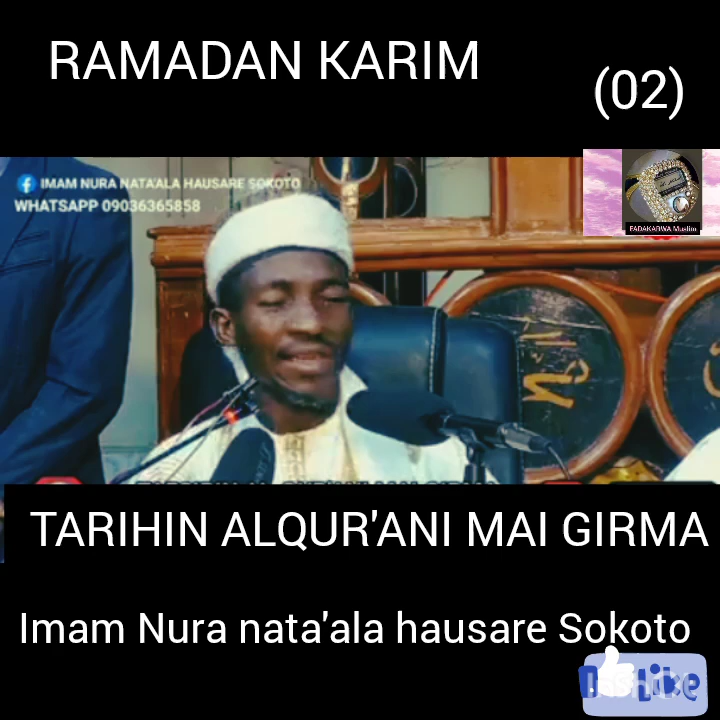 RAMADAN KARIM
(02)
IMAM NURA NATA'ALA HAUSARE SOKOTO
WHATSAPP 09036365858
FADAKARWA Muslim
TARIHIN ALQUR'ANI MAI GIRMA
Imam Nura nata'ala hausare Sokoto
Like